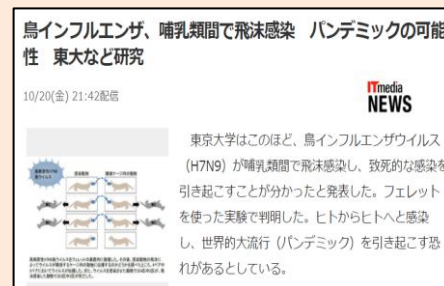 鳥インフルエンザ、哺乳類間で飛沫感染　パンデミックの可能
性　東大など研究
10/20(金) 21:42配信
ITmedia
NEWS
東京大学はこのほど、鳥インフルエンザウイルス
（H7N9）が哺乳類間で飛沫感染し、致死的な感染を
引き起こすことが分かったと発表した。フェレット
を使った実験で判明した。ヒトからヒトへと感染
し、世界的大流行（パンデミック）を引き起こす恐
れがあるとしている。